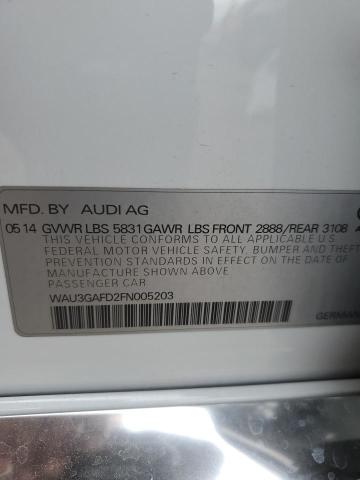 MFD. BY AUDI AG
05 14 GVWR LBS 5831 GAWR LBS FRONT 2888/REAR 3108
THIS VEHICLE CONFORMS TO ALL APPLICABLE U.S.
FEDERAL MOTOR VEHICLE SAFETY, BUMPER AND THEFT
PREVENTION STANDARDS IN EFFECT ON THE DATE OF
MANUFACTURE SHOWN ABOVE
PASSENGER CAR
WAU3GAFD2FN005203
GERMAN